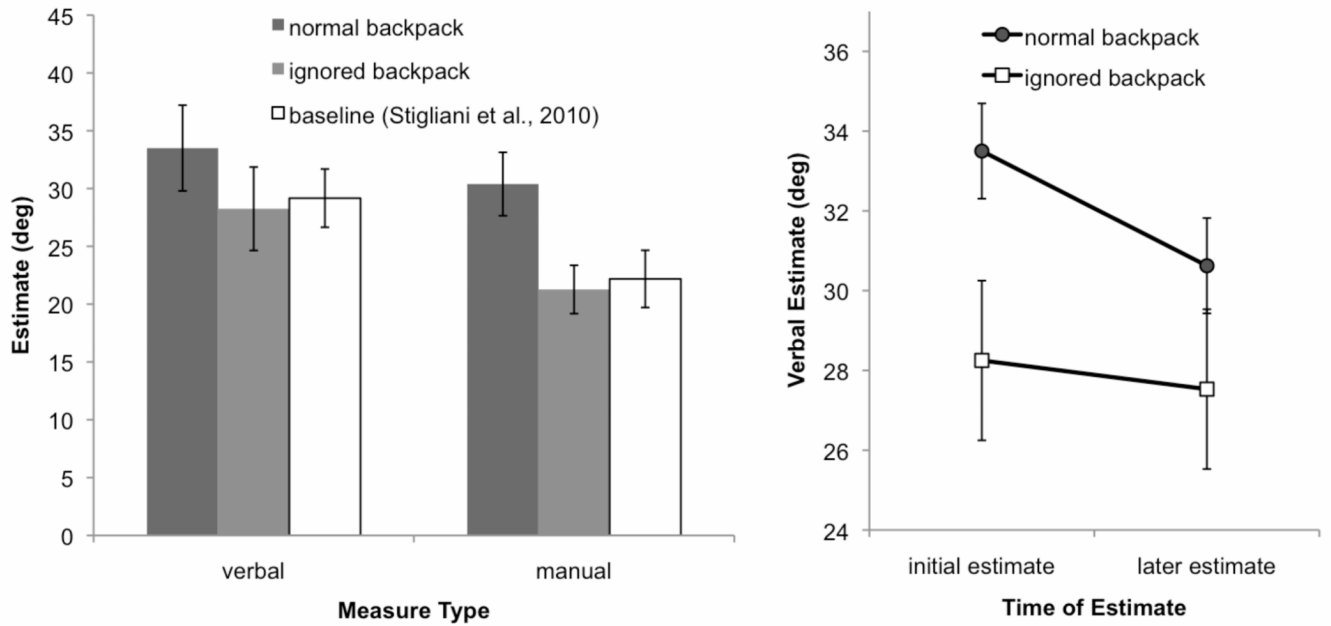 45
40
35
30
25
20
15
10
5
0
Estimate (deg)
normal backpack
ignored backpack
baseline (Stigliani et al., 2010)
verbal
manual
Measure Type
36
34
32
30
28
26
24
Verbal Estimate (deg)
normal backpack
ignored backpack
initial estimate
later estimate
Time of Estimate